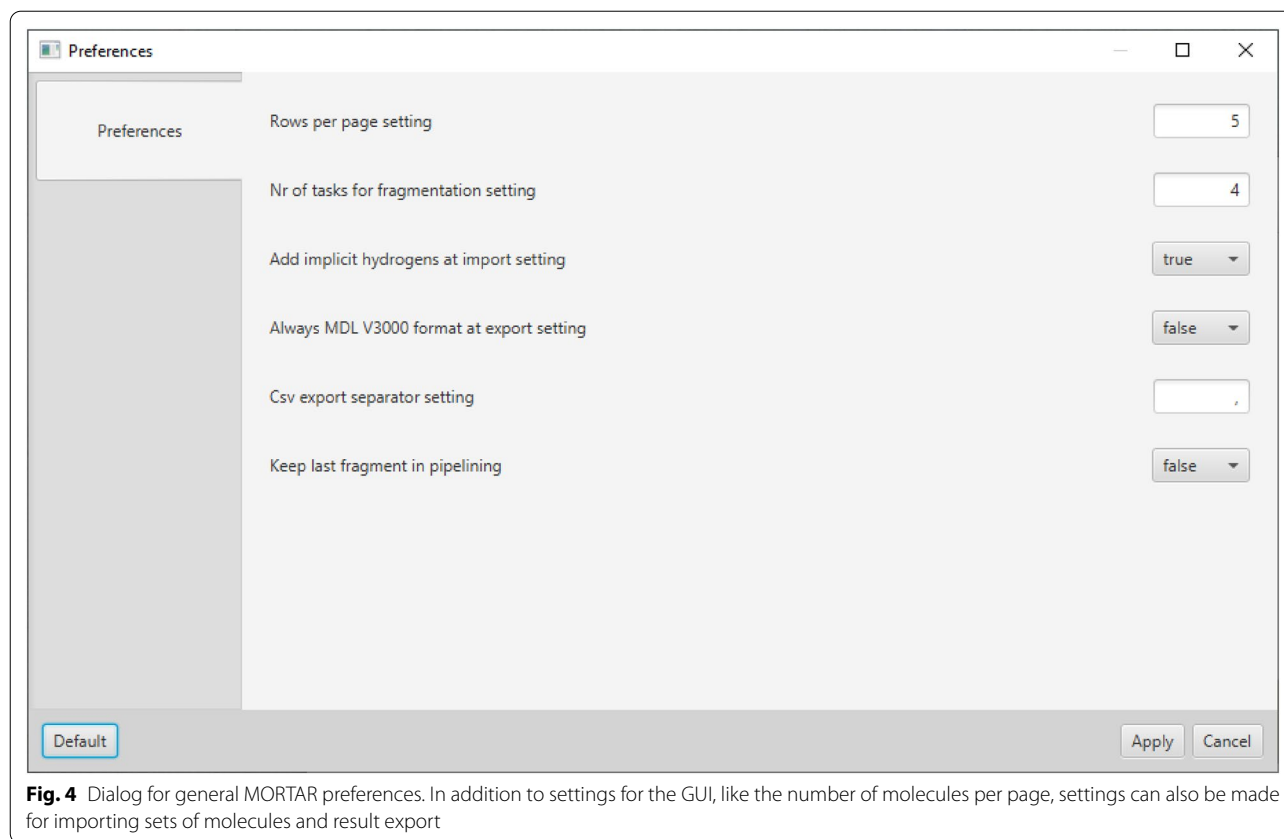 Preferences
Preferences
Rows per page setting
5
Nr of tasks for fragmentation setting
4
Add implicit hydrogens at import setting
true
Always MDL V3000 format at export setting
false
Csv export separator setting
,
Keep last fragment in pipelining
false
Default
Apply
Cancel
Fig. 4 Dialog for general MORTAR preferences. In addition to settings for the GUI, like the number of molecules per page, settings can also be made
for importing sets of molecules and result export